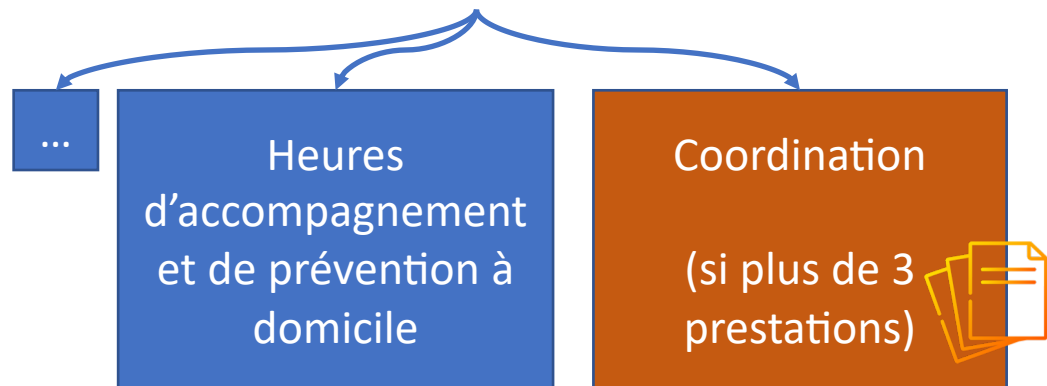 ...
Heures
d’accompagnement
et de prévention à
domicile
Coordination
(si plus de 3
prestations)